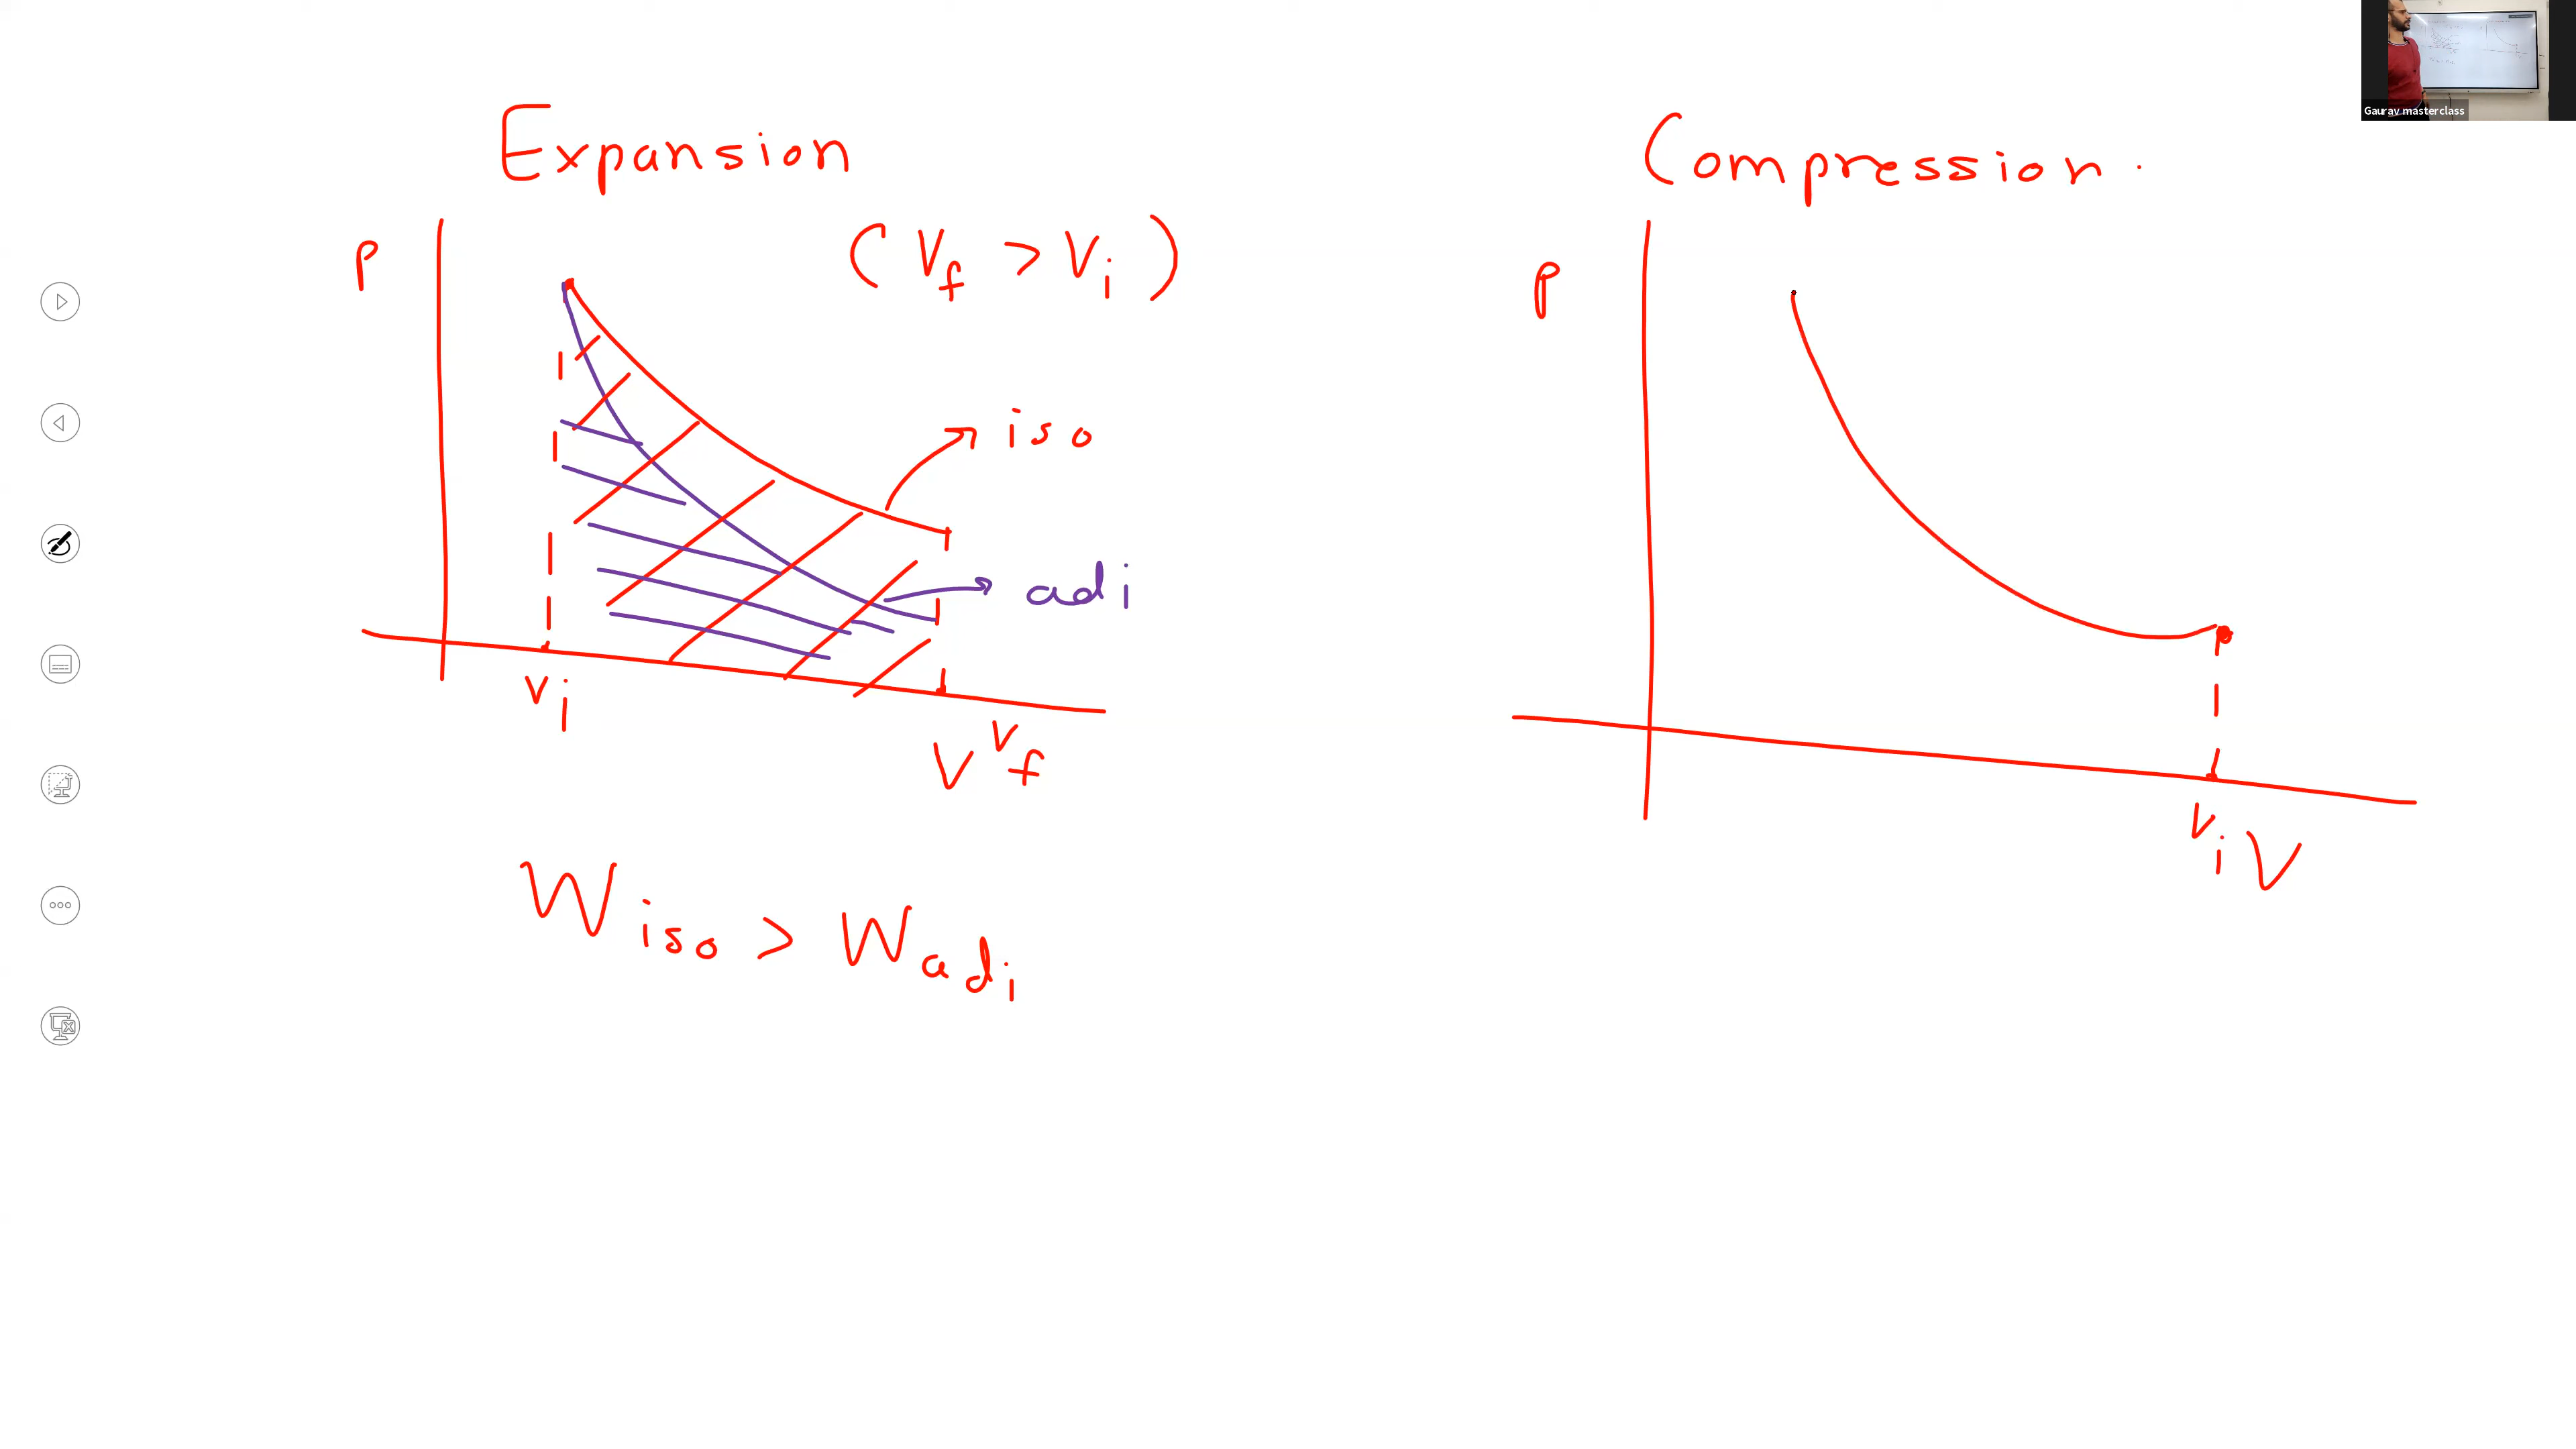 Gaurav masterclass
Expansion
(Vf > Vi)
P
iso
adi
Vi
V Vf
Wiso > Wadi
Compression.
P
Vi V